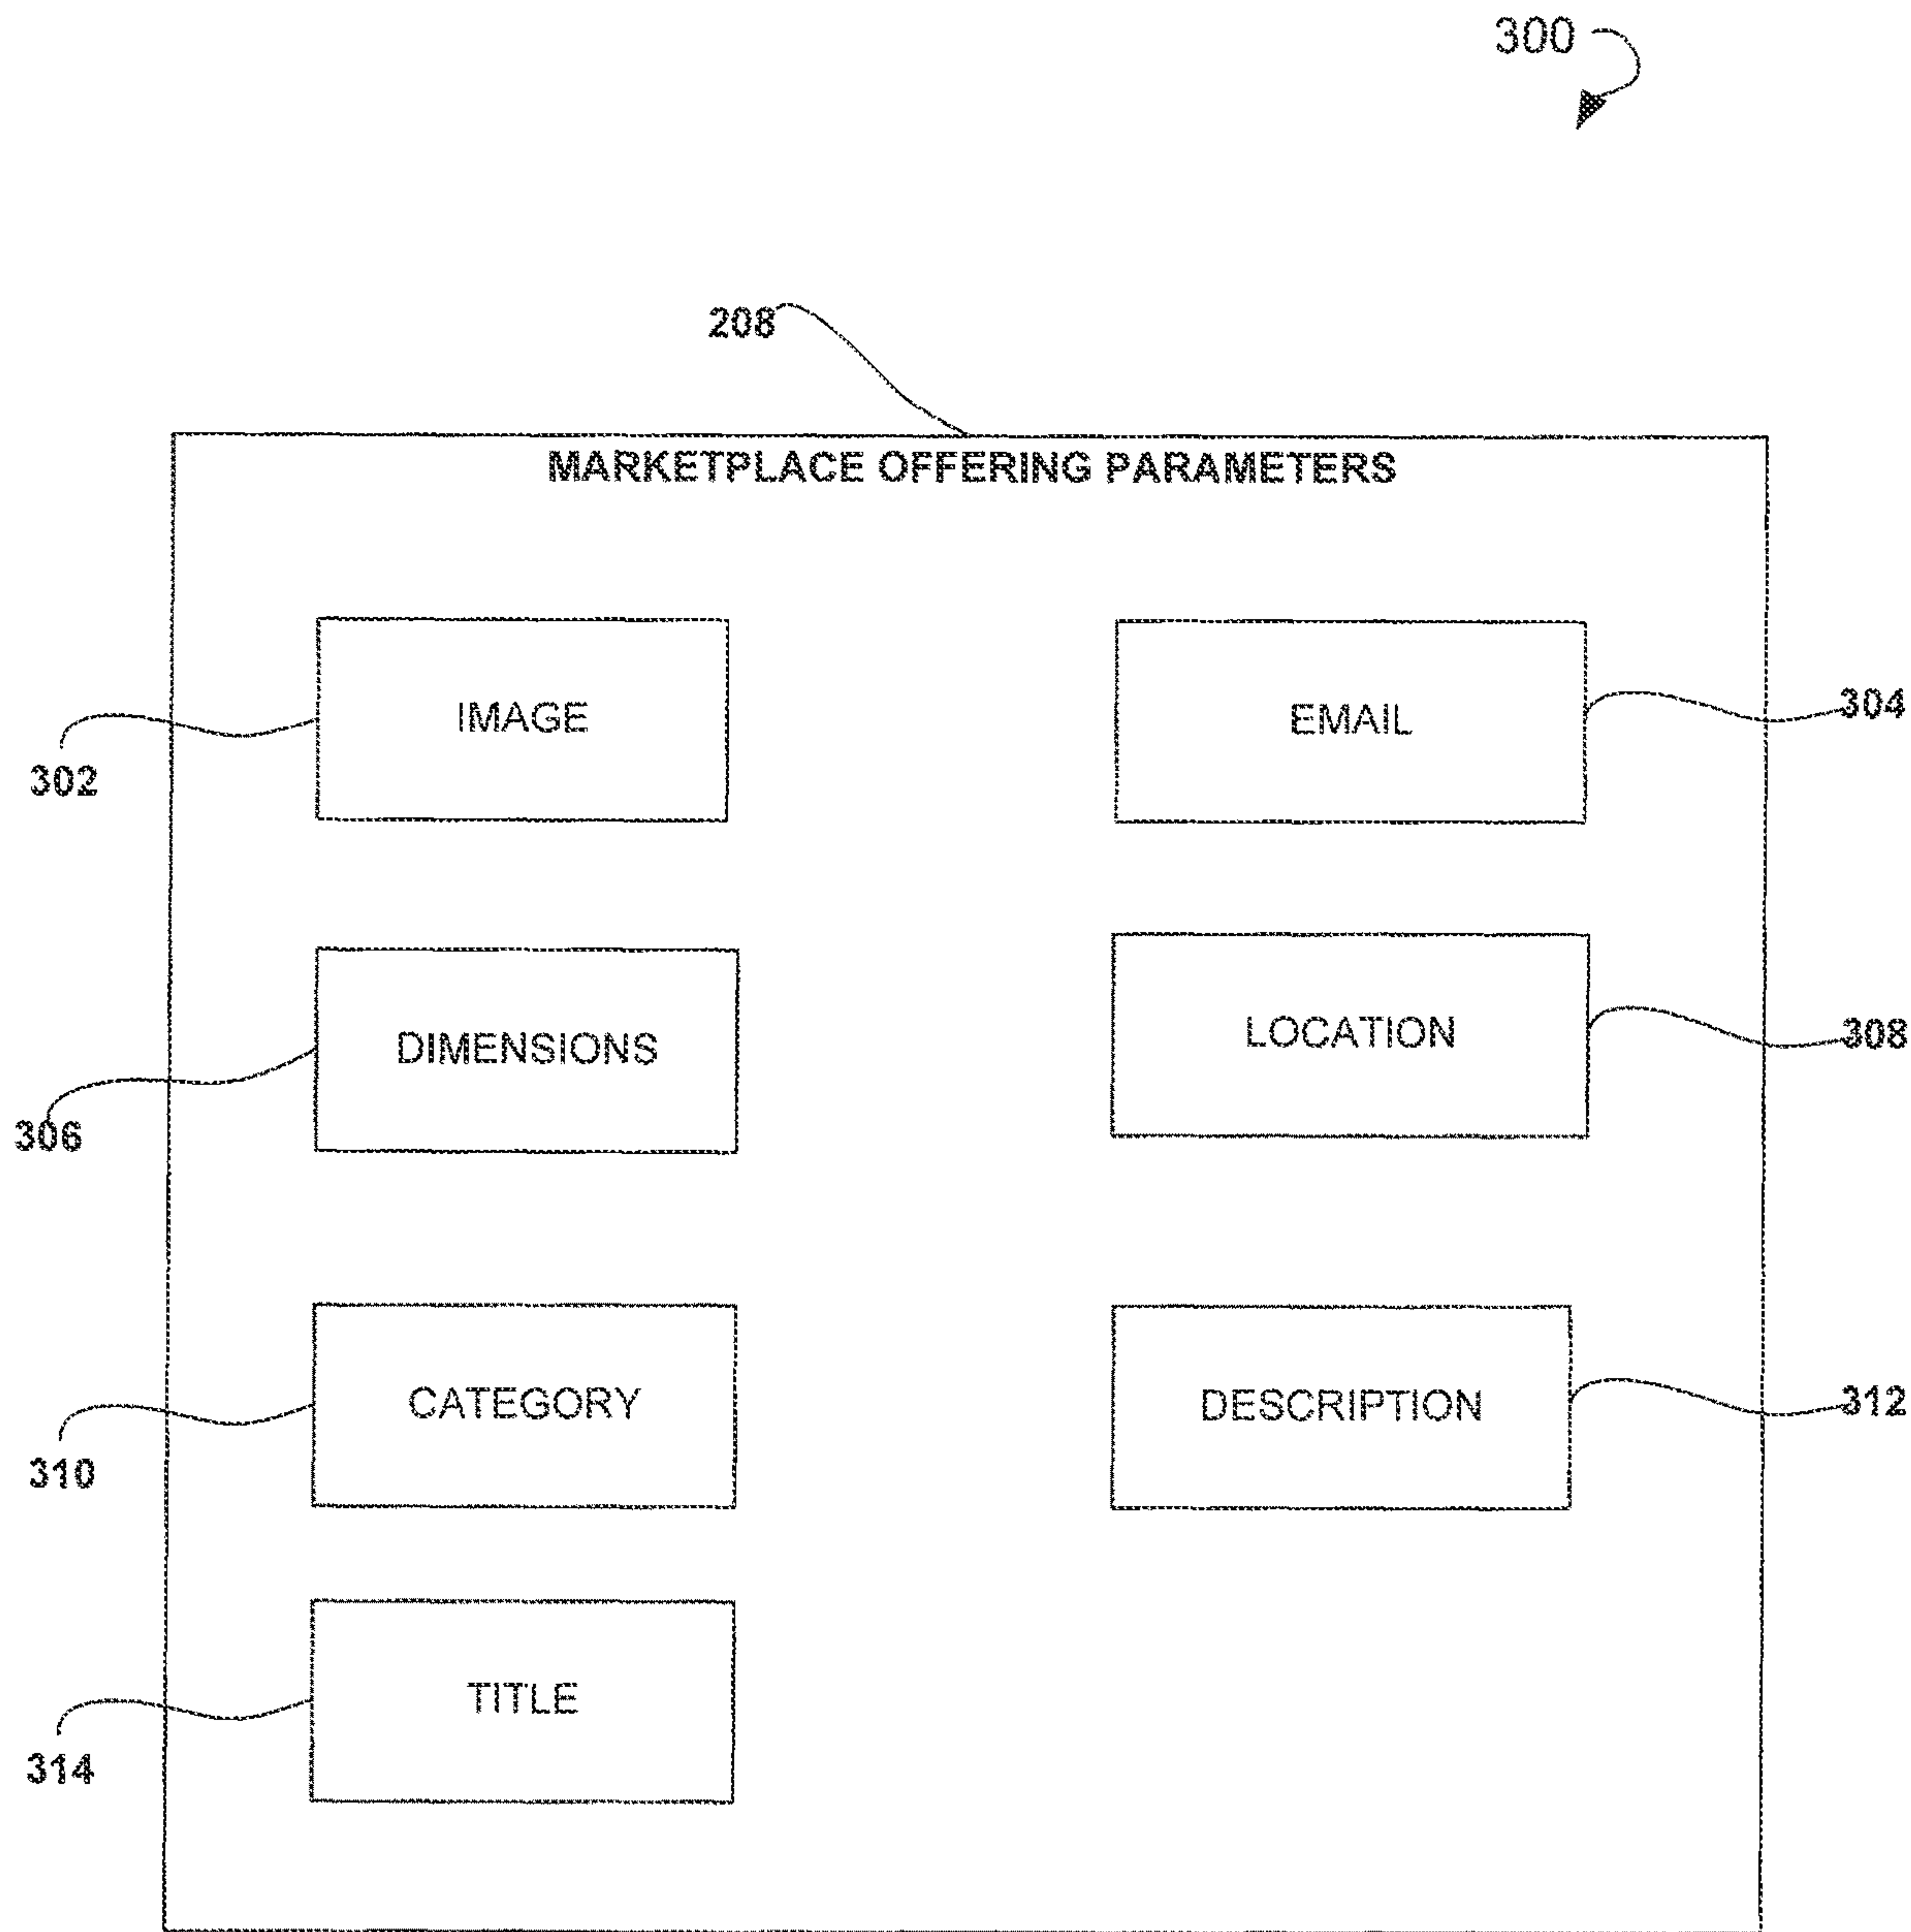 300
208
MARKETPLACE OFFERING PARAMETERS
IMAGE
EMAIL
302
304
DIMENSIONS
LOCATION
306
308
CATEGORY
DESCRIPTION
310
312
TITLE
314